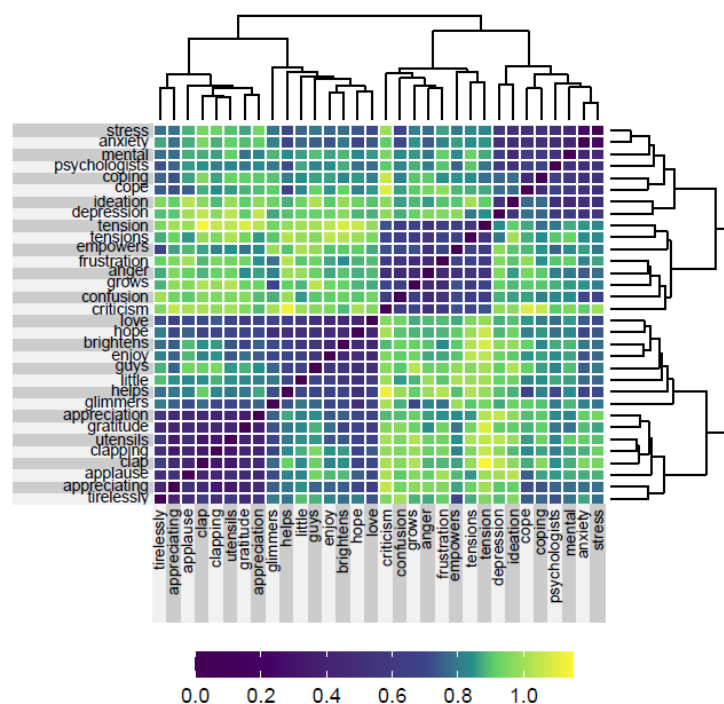 stress
anxiety
mental
psychologists
coping
cope
ideation
depression
tension
tensions
empowers
frustration
anger
grows
confusion
criticism
love
hope
brightens
enjoy
guys
little
helps
glimmers
appreciation
gratitude
utensils
clapping
clap
applause
appreciating
tirelessly
tirelessly
appreciating
applause
clap
clapping
utensils
gratitude
appreciation
glimmers
helps
little
guys
enjoy
brightens
hope
love
criticism
confusion
grows
anger
frustration
empowers
tensions
tension
depression
ideation
cope
coping
psychologists
mental
anxiety
stress
0.0 0.2 0.4 0.6 0.8 1.0